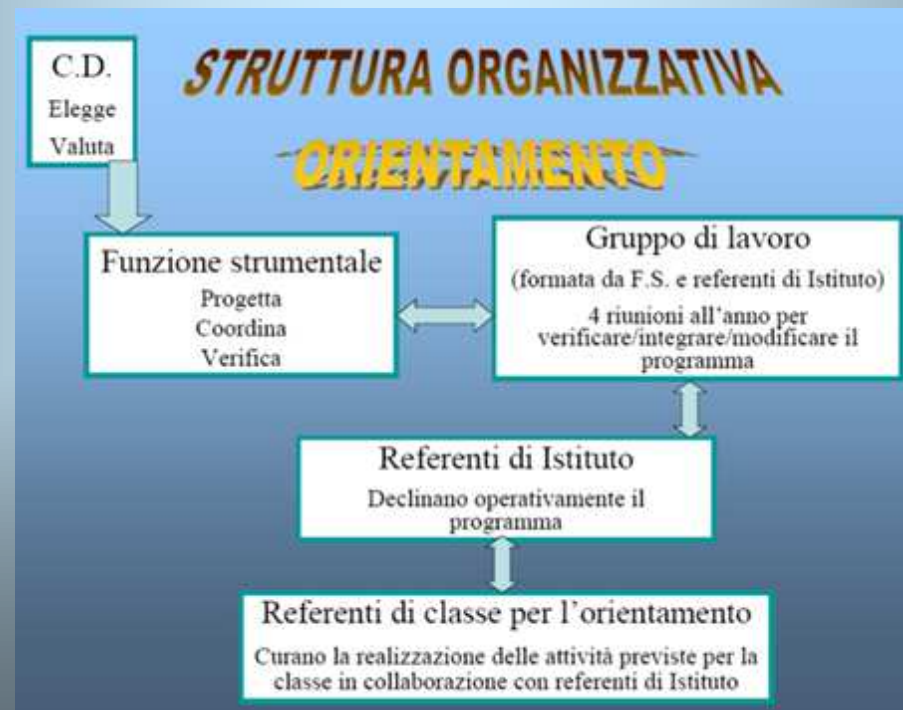 C.D.
Elegge
Valuta
STRUTTURA ORGANIZZATIVA
ORIENTAMENTO
Funzione strumentale
Progetta
Coordina
Verifica
Gruppo di lavoro
(formata da F.S. e referenti di Istituto)
4 riunioni all'anno per
verificare/integrare/modificare il
programma
Referenti di Istituto
Declinano operativamente il
programma
Referenti di classe per l'orientamento
Curano la realizzazione delle attività previste per la
classe in collaborazione con referenti di Istituto